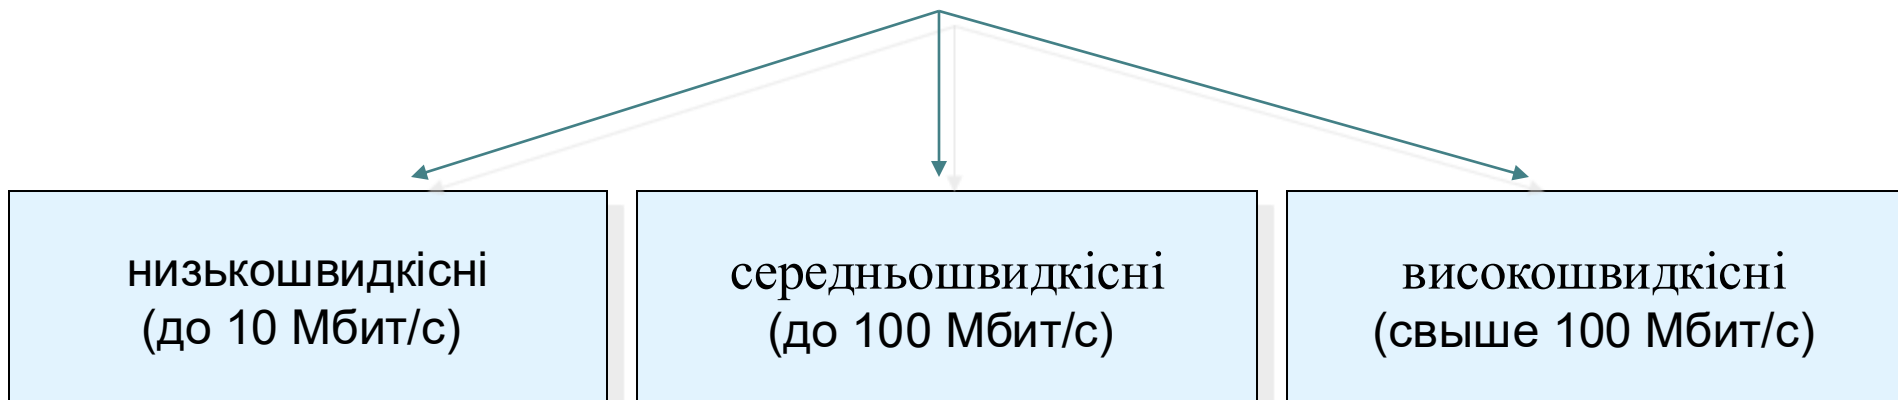 низькошвидкісні
(до 10 Мбит/с)
середньошвидкісні
(до 100 Мбит/с)
високошвидкісні
(свыше 100 Мбит/с)